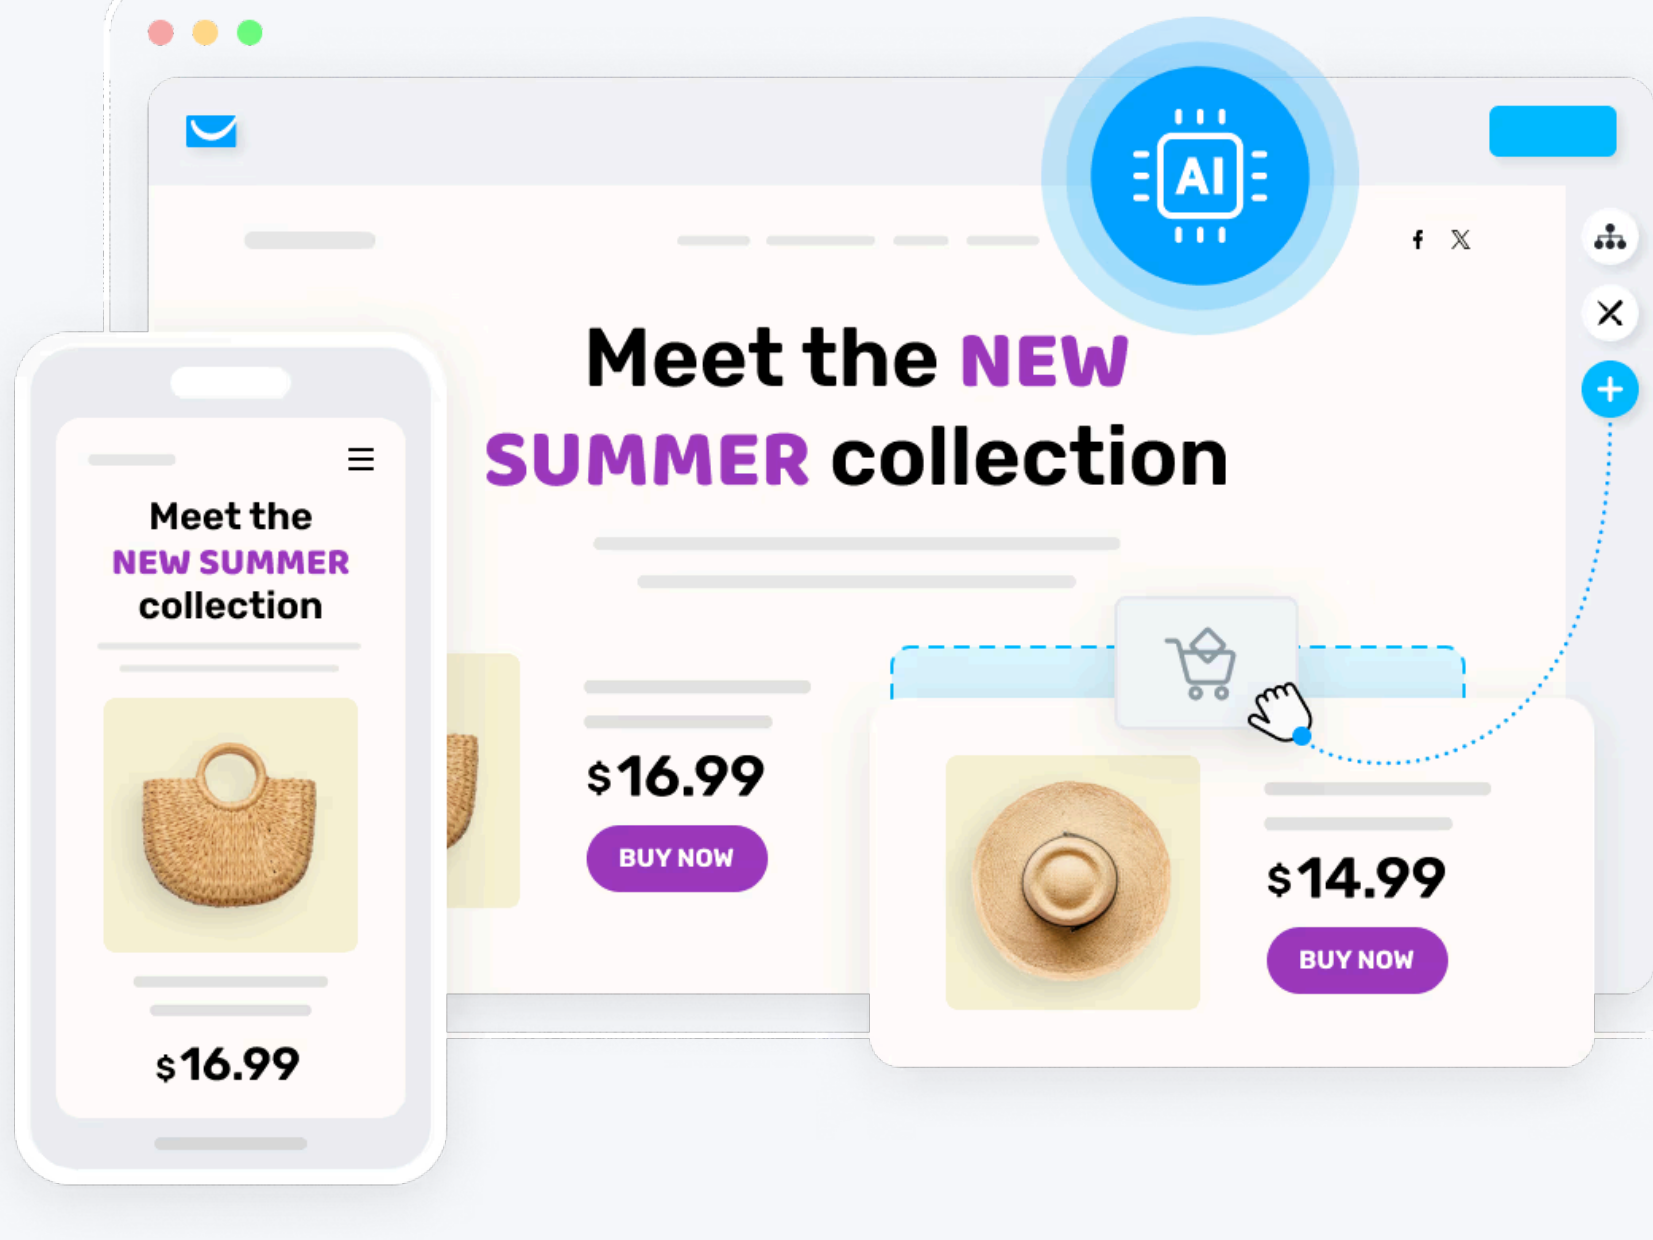 AI
f X
Meet the NEW
SUMMER collection
$16.99
BUY NOW
$14.99
BUY NOW
Meet the
NEW SUMMER
collection
$16.99